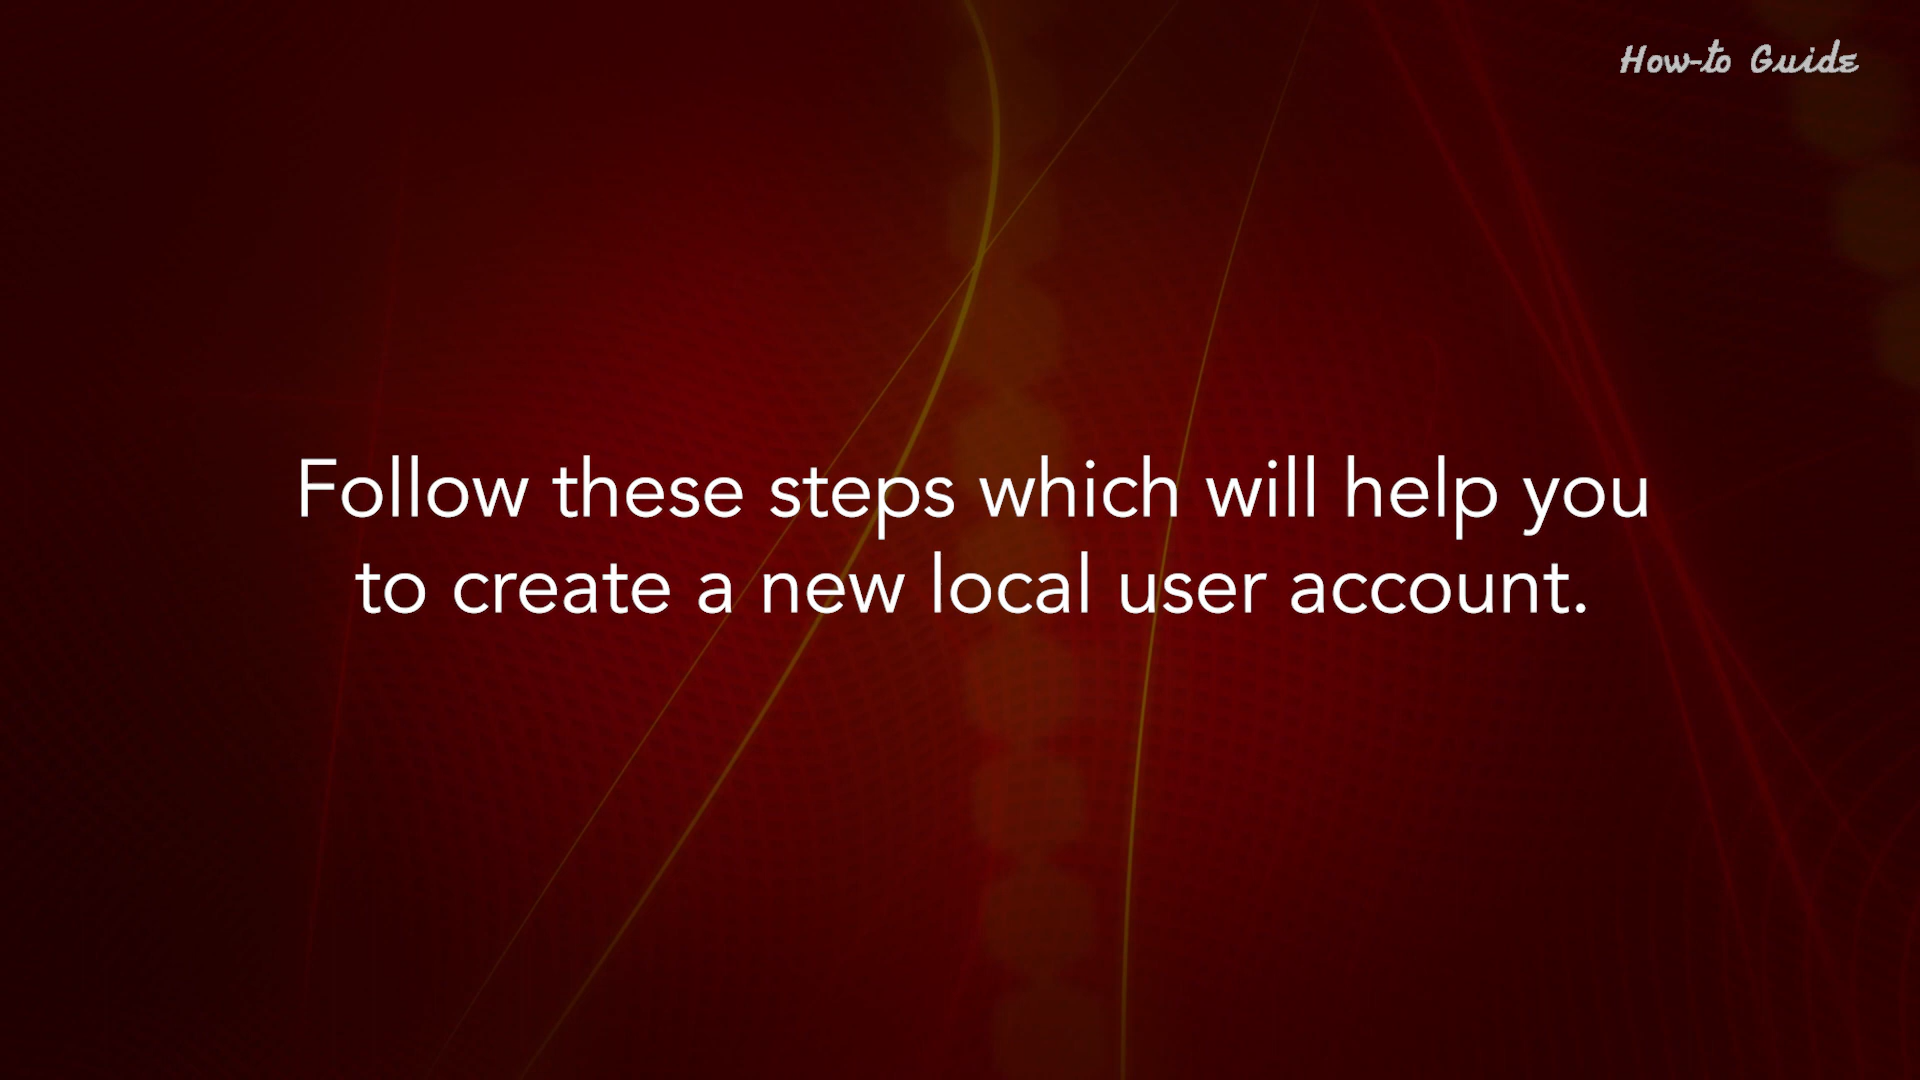 How-to Guide
Follow these steps which will help you
to create a new local user account.